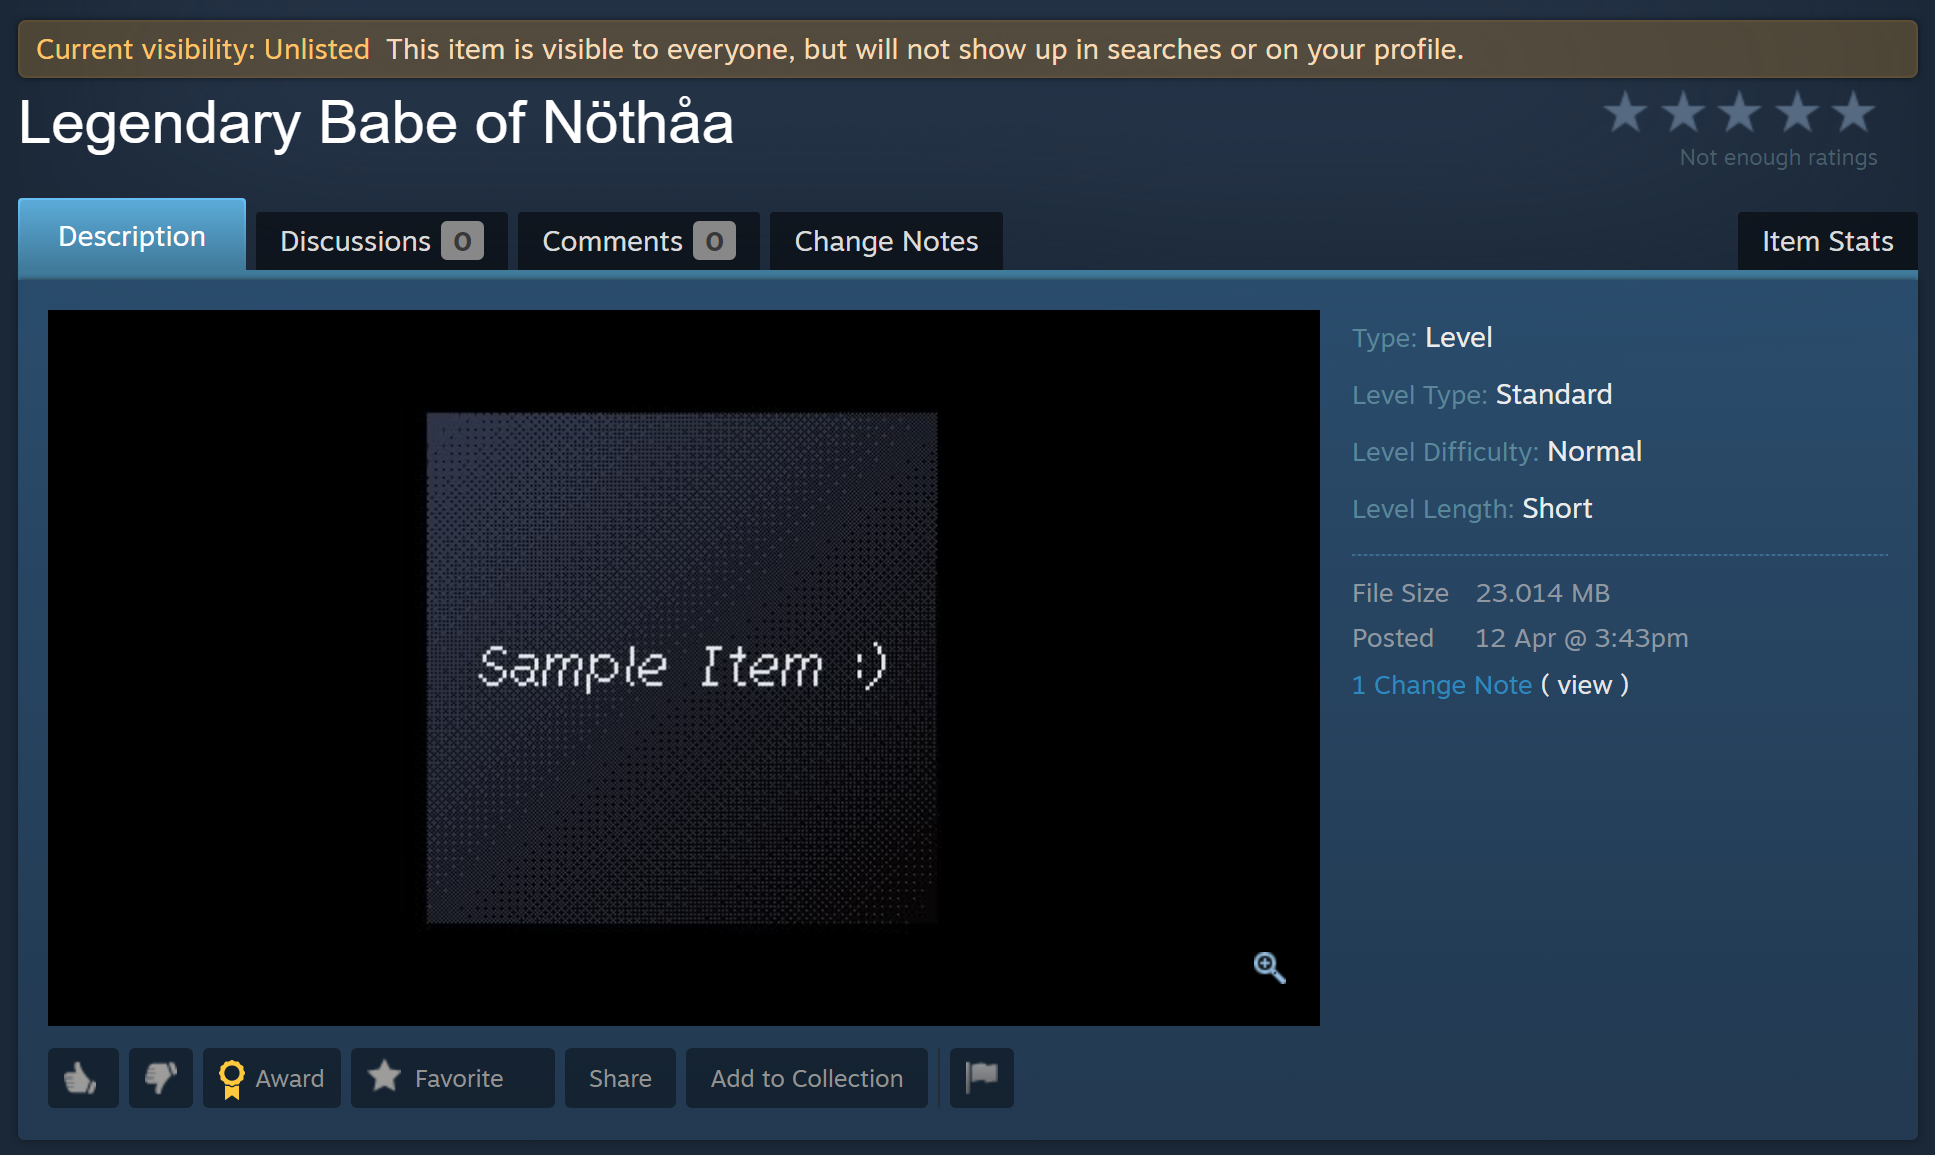 Current visibility: Unlisted This item is visible to everyone, but will not show up in searches or on your profile.
Legendary Babe of Nöthåa
Not enough ratings
Description
Discussions 0
Comments 0
Change Notes
Item Stats
Sample Item :)
Type: Level
Level Type: Standard
Level Difficulty: Normal
Level Length: Short
File Size 23.014 MB
Posted 12 Apr @ 3:43pm
1 Change Note ( view )
Award
Favorite
Share
Add to Collection